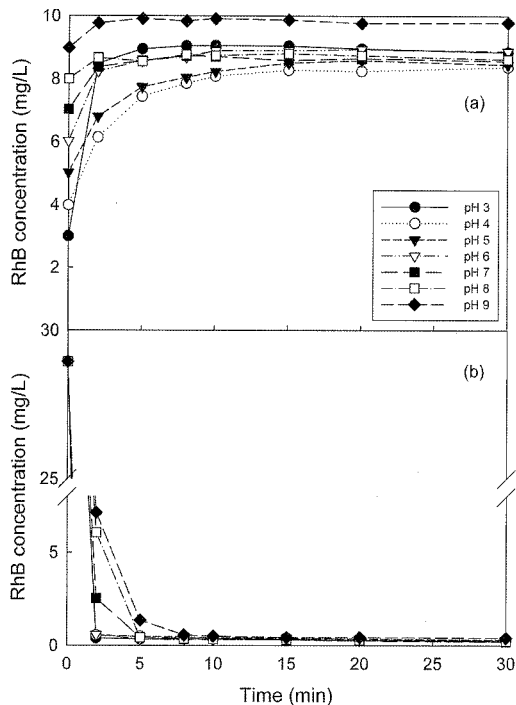 10
8
6
4
2
30
RhB concentration (mg/L)
(a)
pH 3
pH 4
pH 5
pH 6
pH 7
pH 8
pH 9
25
5
0
RhB concentration (mg/L)
(b)
0 5 10 15 20 25 30
Time (min)